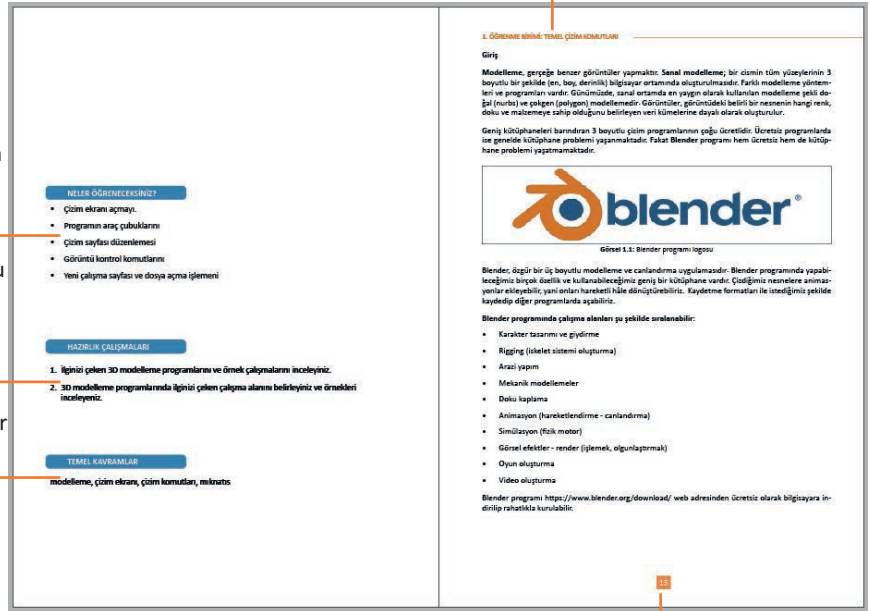 NELER ÖĞRENECEKSİNİZ?
• Çizim ekranı açmayı.
• Programın araç çubuklarını
• Çizim sayfası düzenlemesi
• Görüntü kontrol komutlarını
• Yeni çalışma sayfası ve dosya açma işlemeni
HAZIRLIK ÇALIŞMALARI
1. İlginizi çeken 3D modelleme programlarını ve örnek çalışmalarını inceleyiniz.
2. 3D modelleme programlarında ilginizi çeken çalışma alanını belirleyiniz ve örnekleri
inceleyeniz.
TEMEL KAVRAMLAR
modelleme, çizim ekranı, çizim komutları, mıknatıs
1. ÖĞRENME BİRİMİ: TEMEL ÇİZİM KOMUTLARI
Giriş
Modelleme, gerçeğe benzer görüntüler yapmaktır. Sanal modelleme; bir cismin tüm yüzeylerinin 3
boyutlu bir şekilde (en, boy, derinlik) bilgisayar ortamında oluşturulmasıdır. Farklı modelleme yöntem-
leri ve programları vardır. Günümüzde, sanal ortamda en yaygın olarak kullanılan modelleme şekli do-
ğal (nurbs) ve çokgen (polygon) modellemedir- Görüntüler, görüntüdeki belirli bir nesnenin hangi renk,
doku ve malzemeye sahip olduğunu belirleyen veri kümelerine dayalı olarak oluşturulur.
Geniş kütüphaneleri barındıran 3 boyutlu çizim programlarının çoğu ücretlidir. Ücretsiz programlarda
ise genelde kütüphane problemi yaşanmaktadır. Fakat Blender programı hem ücretsiz hem de kütüp-
hane problemi yaşatmamaktadır.
blender®
Görsel 1.1: Blender programı logosu
Blender, özgür bir üç boyutlu modelleme ve canlandırma uygulamasıdır- Blender programında yapabi-
leceğimiz birçok özellik ve kullanabileceğimiz geniş bir kütüphane vardır. Çizdiğimiz nesnelere animas-
yonlar ekleyebilir, yani onları hareketli hâle dönüştürebiliriz. Kaydetme formatları ile istediğimiz şekilde
kaydedip diğer programlarda açabiliriz.
Blender programında çalışma alanları şu şekilde sıralanabilir:
• Karakter tasarımı ve giydirme
• Rigging (iskelet sistemi oluşturma)
• Arazi yapım
• Mekanik modellemeler
• Doku kaplama
• Animasyon (hareketlendirme - canlandırma)
• Simülasyon (fizik motor)
• Görsel efektler - render (işlemek, olgunlaştırmak)
• Oyun oluşturma
• Video oluşturma
Blender programı https://www.blender.org/download/ web adresinden ücretsiz olarak bilgisayara in-
dirilip rahatlıkla kurulabilir.
15